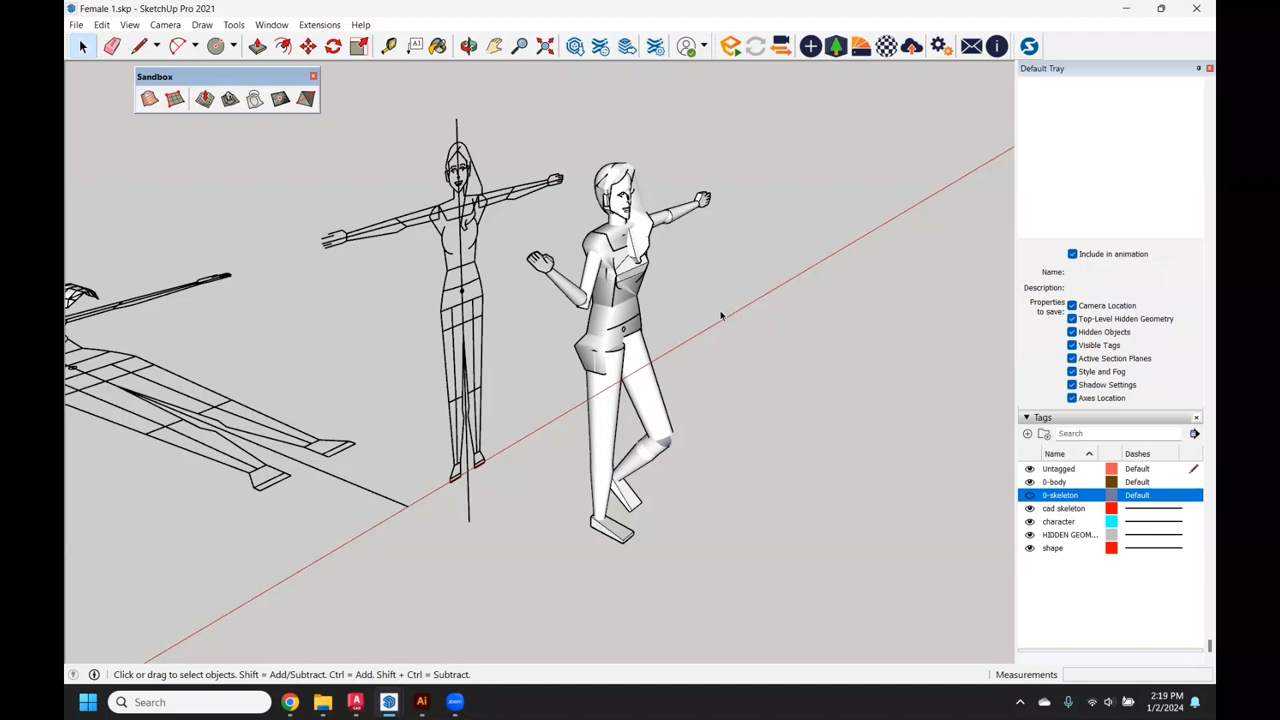 Female 1.skp - SketchUp Pro 2021
File Edit View Camera Draw Tools Window Extensions Help
Sandbox
Default Tray
Include in animation
Name:
Description:
Properties to save:
Camera Location
Top-Level Hidden Geometry
Hidden Objects
Visible Tags
Active Section Planes
Style and Fog
Shadow Settings
Axes Location
Tags
Search
Name Dashes
Untagged Default
0-body Default
0-skeleton Default
cad skeleton
character
HIDDEN GEOM...
shape
Click or drag to select objects. Shift = Add/Subtract. Ctrl = Add. Shift + Ctrl = Subtract.
Measurements
Search
Ai
zoom
2:19 PM
1/2/2024